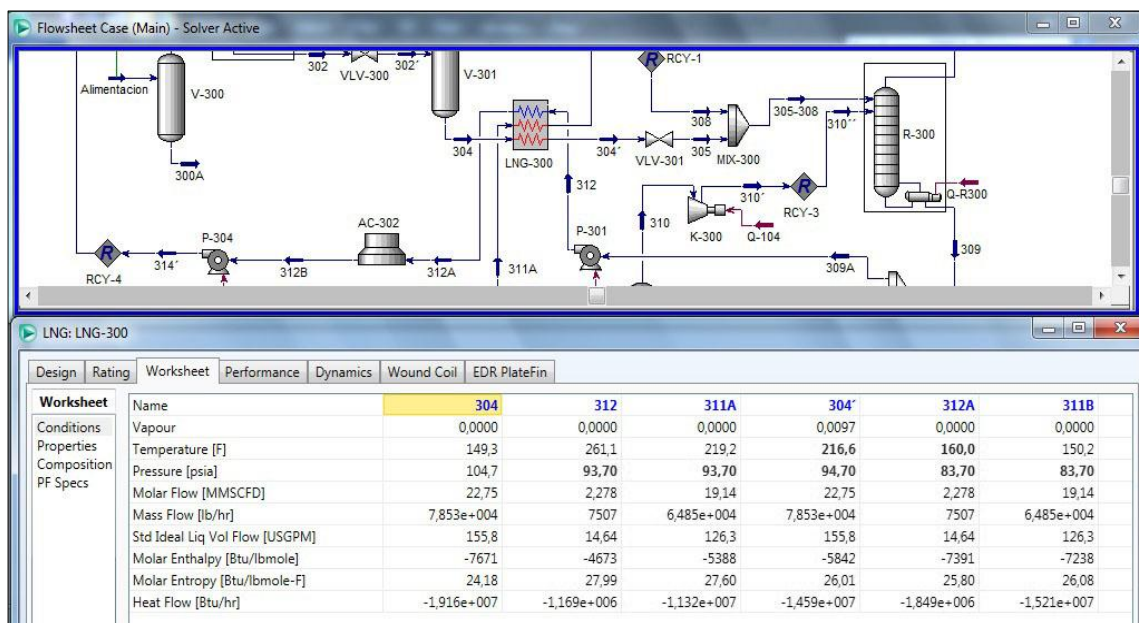 Flowsheet Case (Main) - Solver Active
302
302´
VLV-300
V-301
RCY-1
Alimentacion
V-300
308
305-308
310´´
304
LNG-300
304´
VLV-301
305
MIX-300
R-300
300A
312
310´
Q-R300
AC-302
310
RCY-3
P-304
P-301
K-300
Q-104
309
314´
312B
312A
311A
309A
RCY-4
LNG: LNG-300
Design Rating Worksheet Performance Dynamics Wound Coil EDR PlateFin
Worksheet
Conditions
Properties
Composition
PF Specs
Name 304 312 311A 304´ 312A 311B
Vapour 0,0000 0,0000 0,0000 0,0097 0,0000 0,0000
Temperature [F] 149,3 261,1 219,2 216,6 160,0 150,2
Pressure [psia] 104,7 93,70 93,70 94,70 83,70 83,70
Molar Flow [MMSCFD] 22,75 2,278 19,14 22,75 2,278 19,14
Mass Flow [lb/hr] 7,853e+004 7507 6,485e+004 7,853e+004 7507 6,485e+004
Std Ideal Liq Vol Flow [USGPM] 155,8 14,64 126,3 155,8 14,64 126,3
Molar Enthalpy [Btu/lbmole] -7671 -4673 -5388 -5842 -7391 -7238
Molar Entropy [Btu/lbmole-F] 24,18 27,99 27,60 26,01 25,80 26,08
Heat Flow [Btu/hr] -1,916e+007 -1,169e+006 -1,132e+007 -1,459e+007 -1,849e+006 -1,521e+007